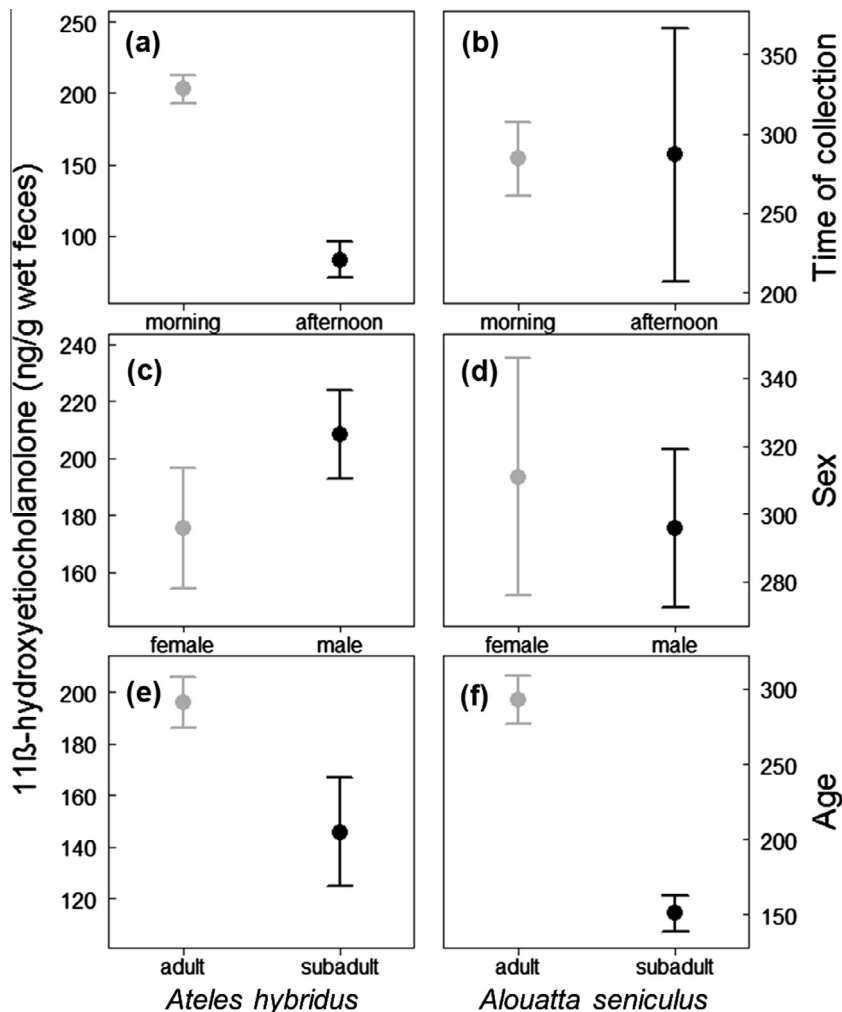 11ß-hydroxyetiocholanolone (ng/g wet feces)
(a)
250
200
150
100
morning afternoon
(b)
350
300
250
200
morning afternoon
Time of collection
(c)
240
220
200
180
160
female male
(d)
340
320
300
280
female male
Sex
(e)
200
180
160
140
120
adult subadult
Ateles hybridus
(f)
300
250
200
150
adult subadult
Alouatta seniculus
Age